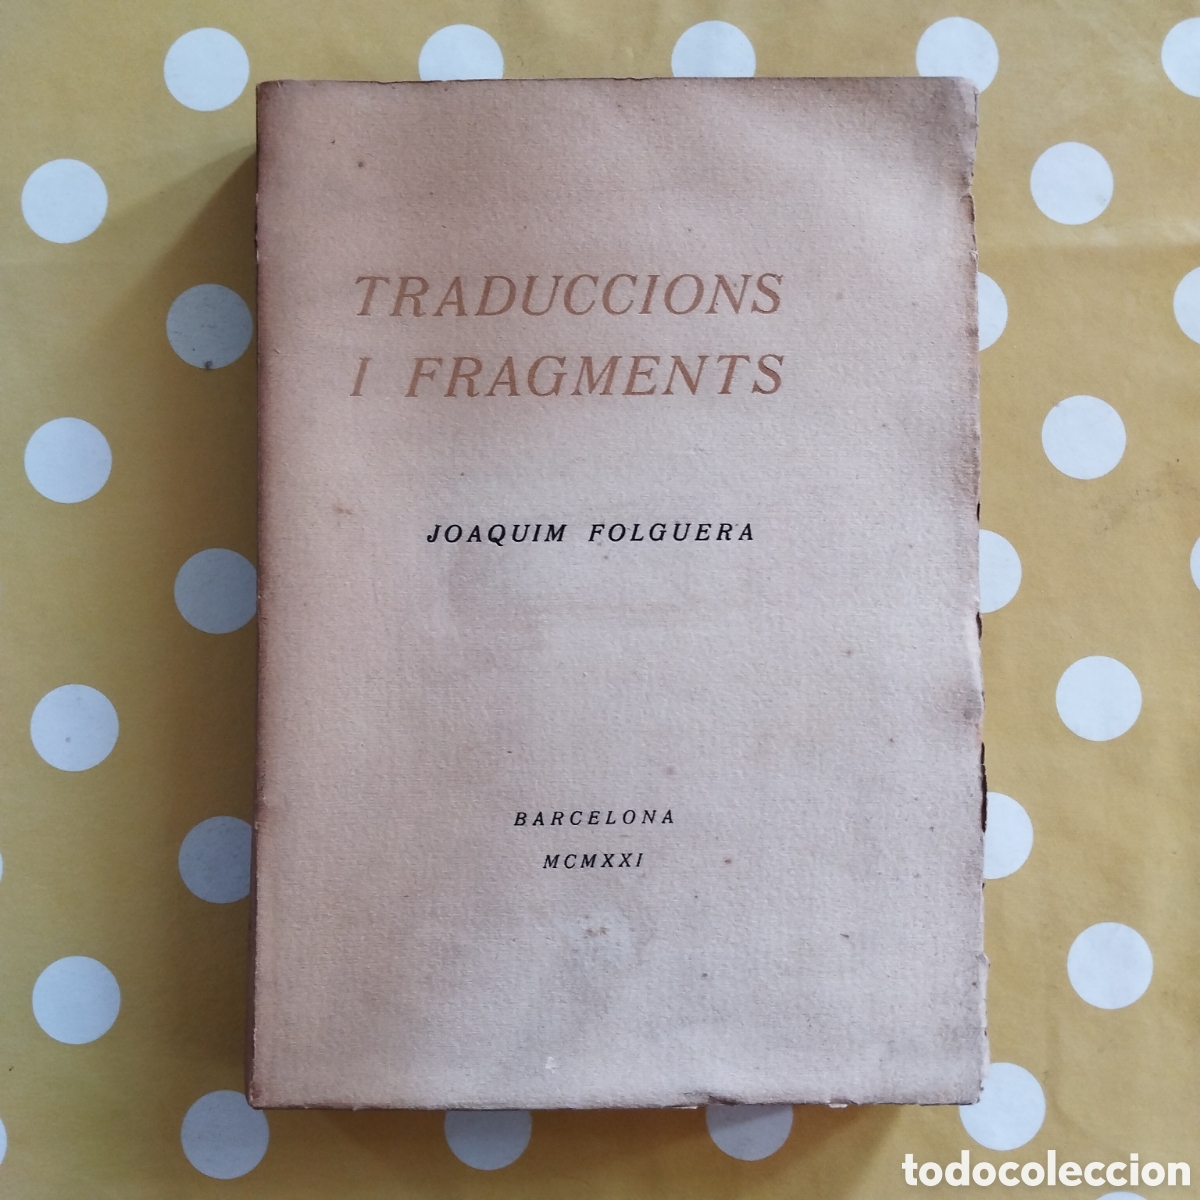 TRADUCCIONS
I FRAGMENTS
JOAQUIM FOLGUERA
BARCELONA
MCMXXI
todocoleccion